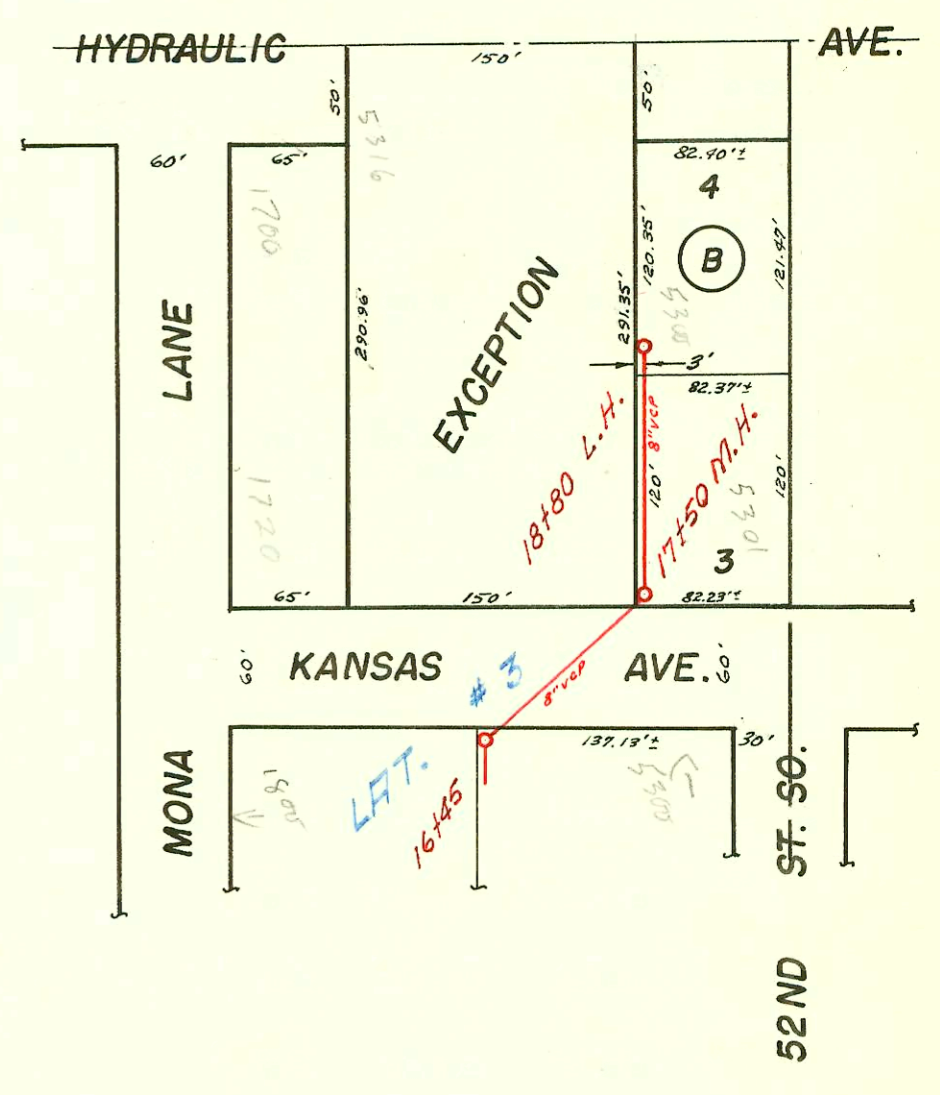 HYDRAULIC AVE.
150'
50'
50'
60'
65'
82.40'±
4
5316
1700
120.35'
B
121.47'
EXCEPTION
291.35'
290.96'
LANE
5300
3'
82.37'±
18+80 L.H.
8"VCP
120'
17+50 M.H.
120'
5301
1720
3
65'
150'
82.23'±
60'
KANSAS AVE.
60'
# 3
8"VCP
137.13'±
30'
MONA
1800
LAT.
16+45
ST. SO.
52ND